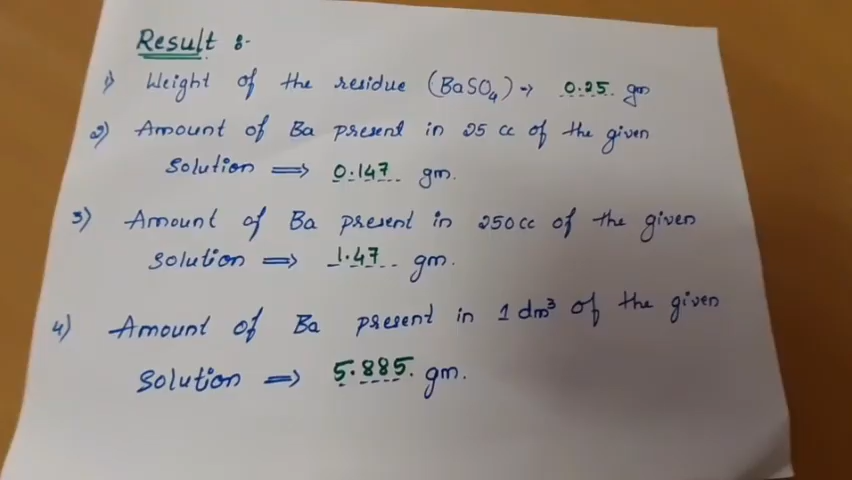 Result :-
1) Weight of the residue (BaSO4) → 0.25 gm
2) Amount of Ba present in 25 cc of the given
solution ⟹ 0.147 gm.
3) Amount of Ba present in 250cc of the given
solution ⟹ 1.47 gm.
4) Amount of Ba present in 1 dm³ of the given
solution ⟹ 5.885 gm.